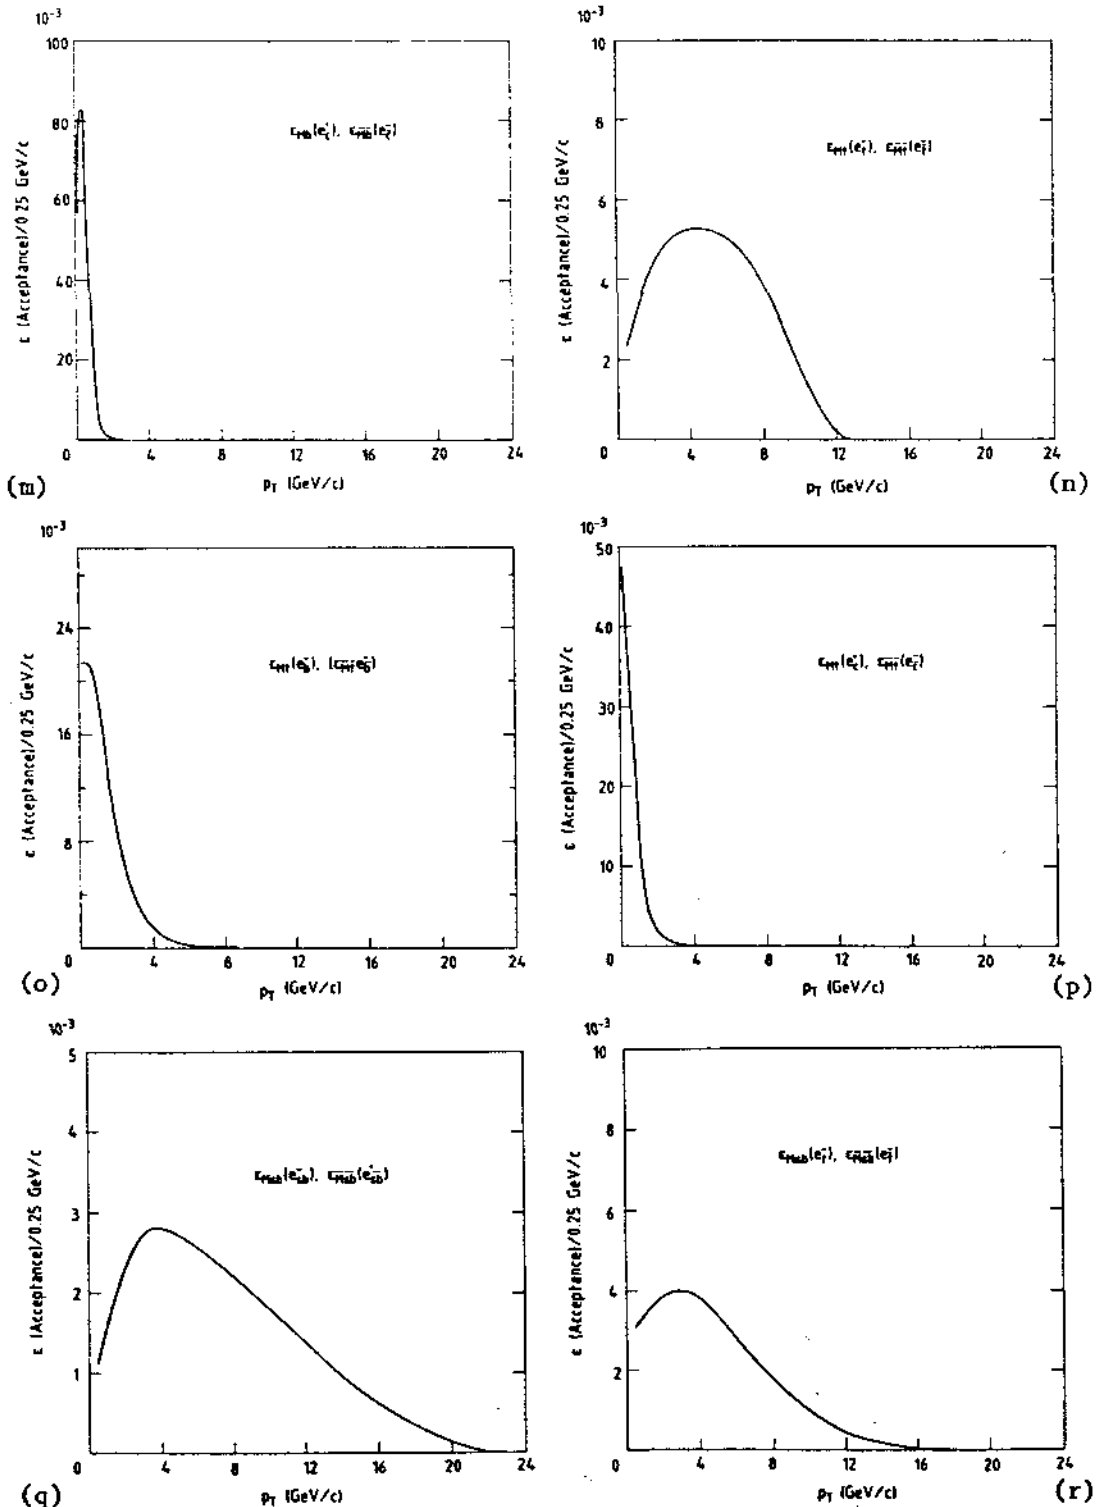 10⁻³
100
80
60
40
20
0 4 8 12 16 20 24
ε (Acceptance)/0.25 GeV/c
p_T (GeV/c)
(m)
10⁻³
10
8
6
4
2
0 4 8 12 16 20 24
ε (Acceptance)/0.25 GeV/c
p_T (GeV/c)
(n)
10⁻³
24
16
8
0 4 8 12 16 20 24
ε (Acceptance)/0.25 GeV/c
p_T (GeV/c)
(o)
10⁻³
50
40
30
20
10
0 4 8 12 16 20 24
ε (Acceptance)/0.25 GeV/c
p_T (GeV/c)
(p)
10⁻³
5
4
3
2
1
0 4 8 12 16 20 24
ε (Acceptance)/0.25 GeV/c
p_T (GeV/c)
(q)
10⁻³
10
8
6
4
2
0 4 8 12 16 20 24
ε (Acceptance)/0.25 GeV/c
p_T (GeV/c)
(r)